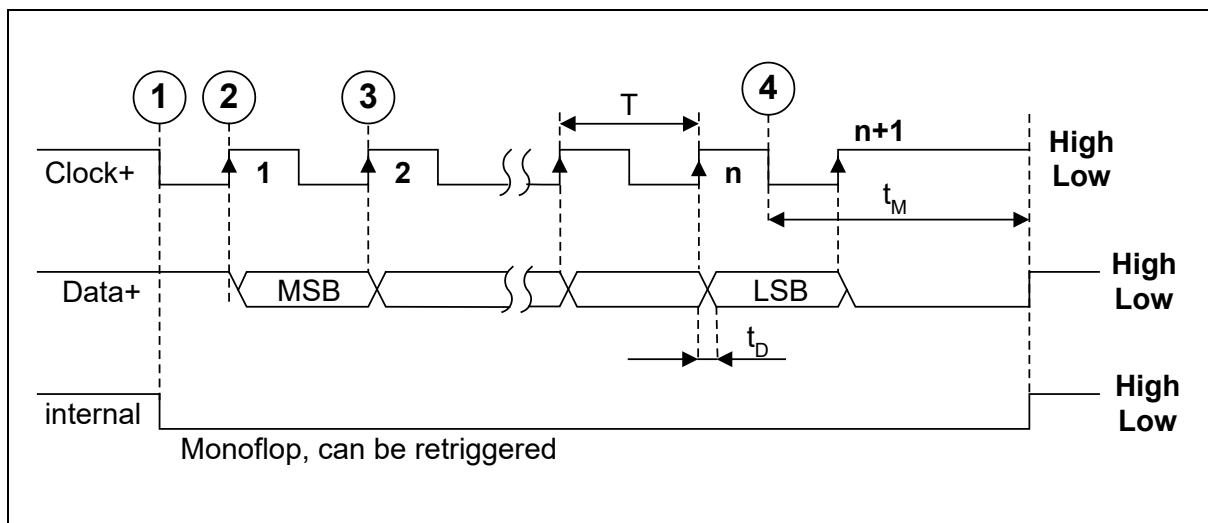 1 2 3 4
T
n+1
High
Clock+ 1 2 n Low
tM
High
Data+ MSB LSB Low
tD
High
internal Low
Monoflop, can be retriggered